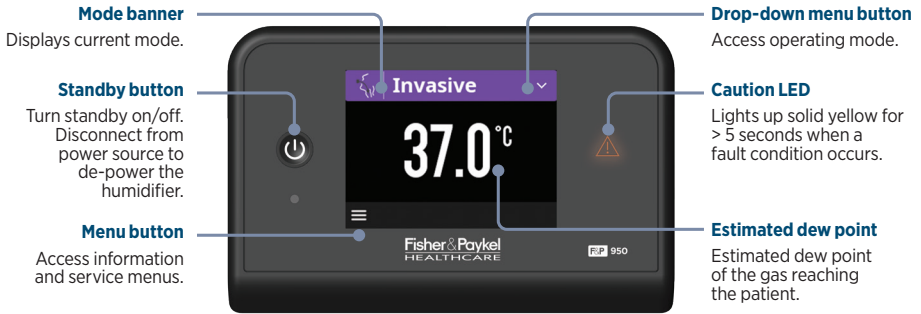 Mode banner
Displays current mode.
Standby button
Turn standby on/off.
Disconnect from
power source to
de-power the
humidifier.
Menu button
Access information
and service menus.
Invasive
37.0°C
Fisher&Paykel
HEALTHCARE
F&P 950
Drop-down menu button
Access operating mode.
Caution LED
Lights up solid yellow for
> 5 seconds when a
fault condition occurs.
Estimated dew point
Estimated dew point
of the gas reaching
the patient.